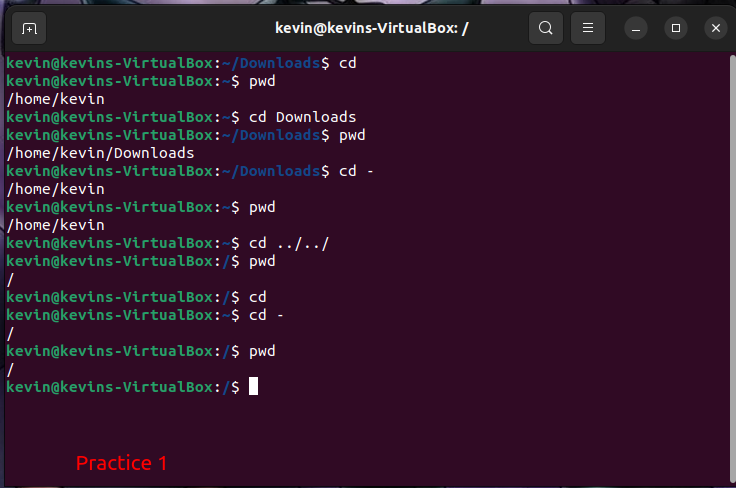 kevin@kevins-VirtualBox: /
kevin@kevins-VirtualBox:~/Downloads$ cd
kevin@kevins-VirtualBox:~$ pwd
/home/kevin
kevin@kevins-VirtualBox:~$ cd Downloads
kevin@kevins-VirtualBox:~/Downloads$ pwd
/home/kevin/Downloads
kevin@kevins-VirtualBox:~/Downloads$ cd -
/home/kevin
kevin@kevins-VirtualBox:~$ pwd
/home/kevin
kevin@kevins-VirtualBox:~$ cd ../../
kevin@kevins-VirtualBox:/$ pwd
/
kevin@kevins-VirtualBox:/$ cd
kevin@kevins-VirtualBox:~$ cd -
/
kevin@kevins-VirtualBox:/$ pwd
/
kevin@kevins-VirtualBox:/$
Practice 1